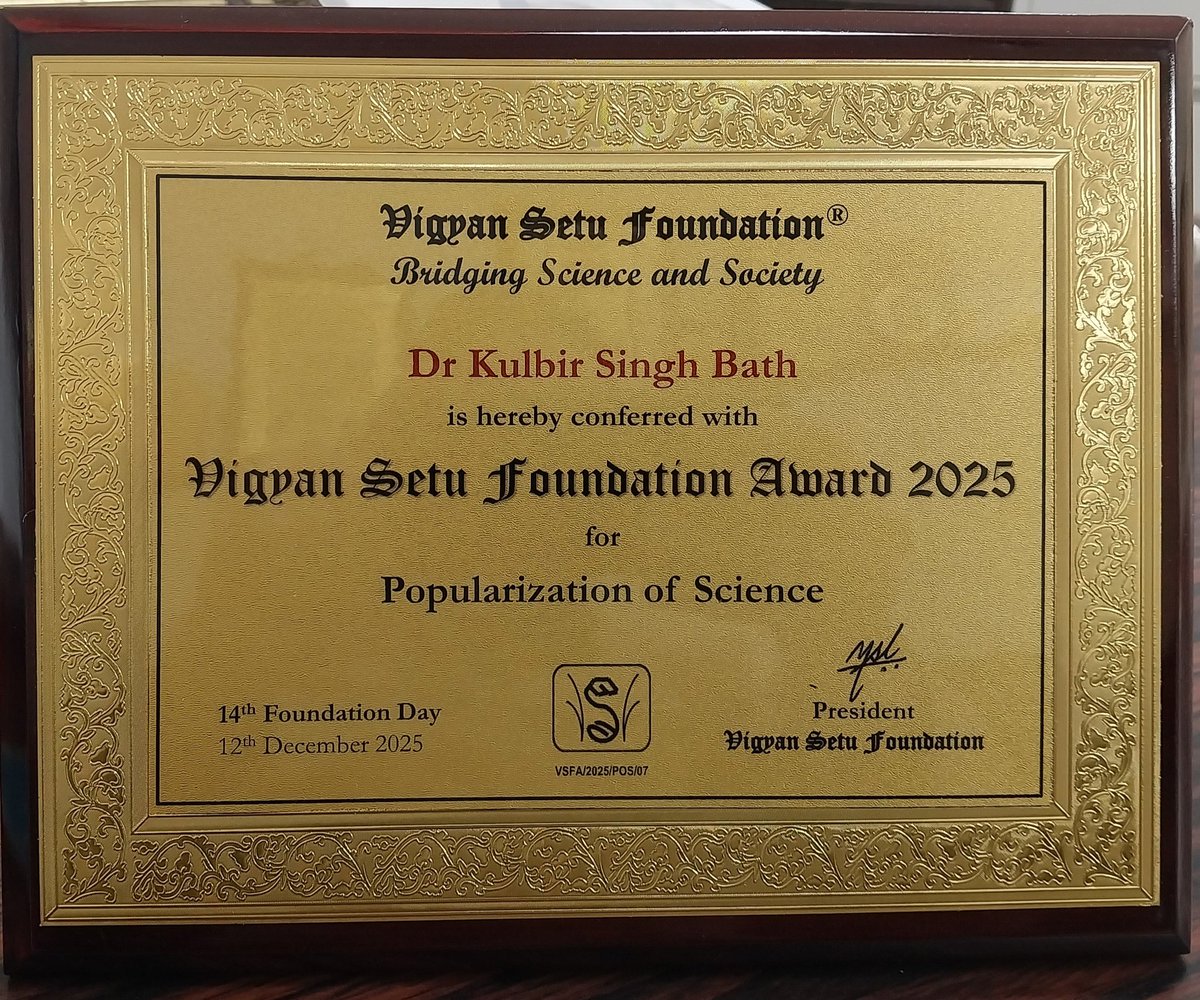 Vigyan Setu Foundation®
Bridging Science and Society
Dr Kulbir Singh Bath
is hereby conferred with
Vigyan Setu Foundation Award 2025
for
Popularization of Science
14th Foundation Day
12th December 2025
VSFA/2025/POS/07
President
Vigyan Setu Foundation